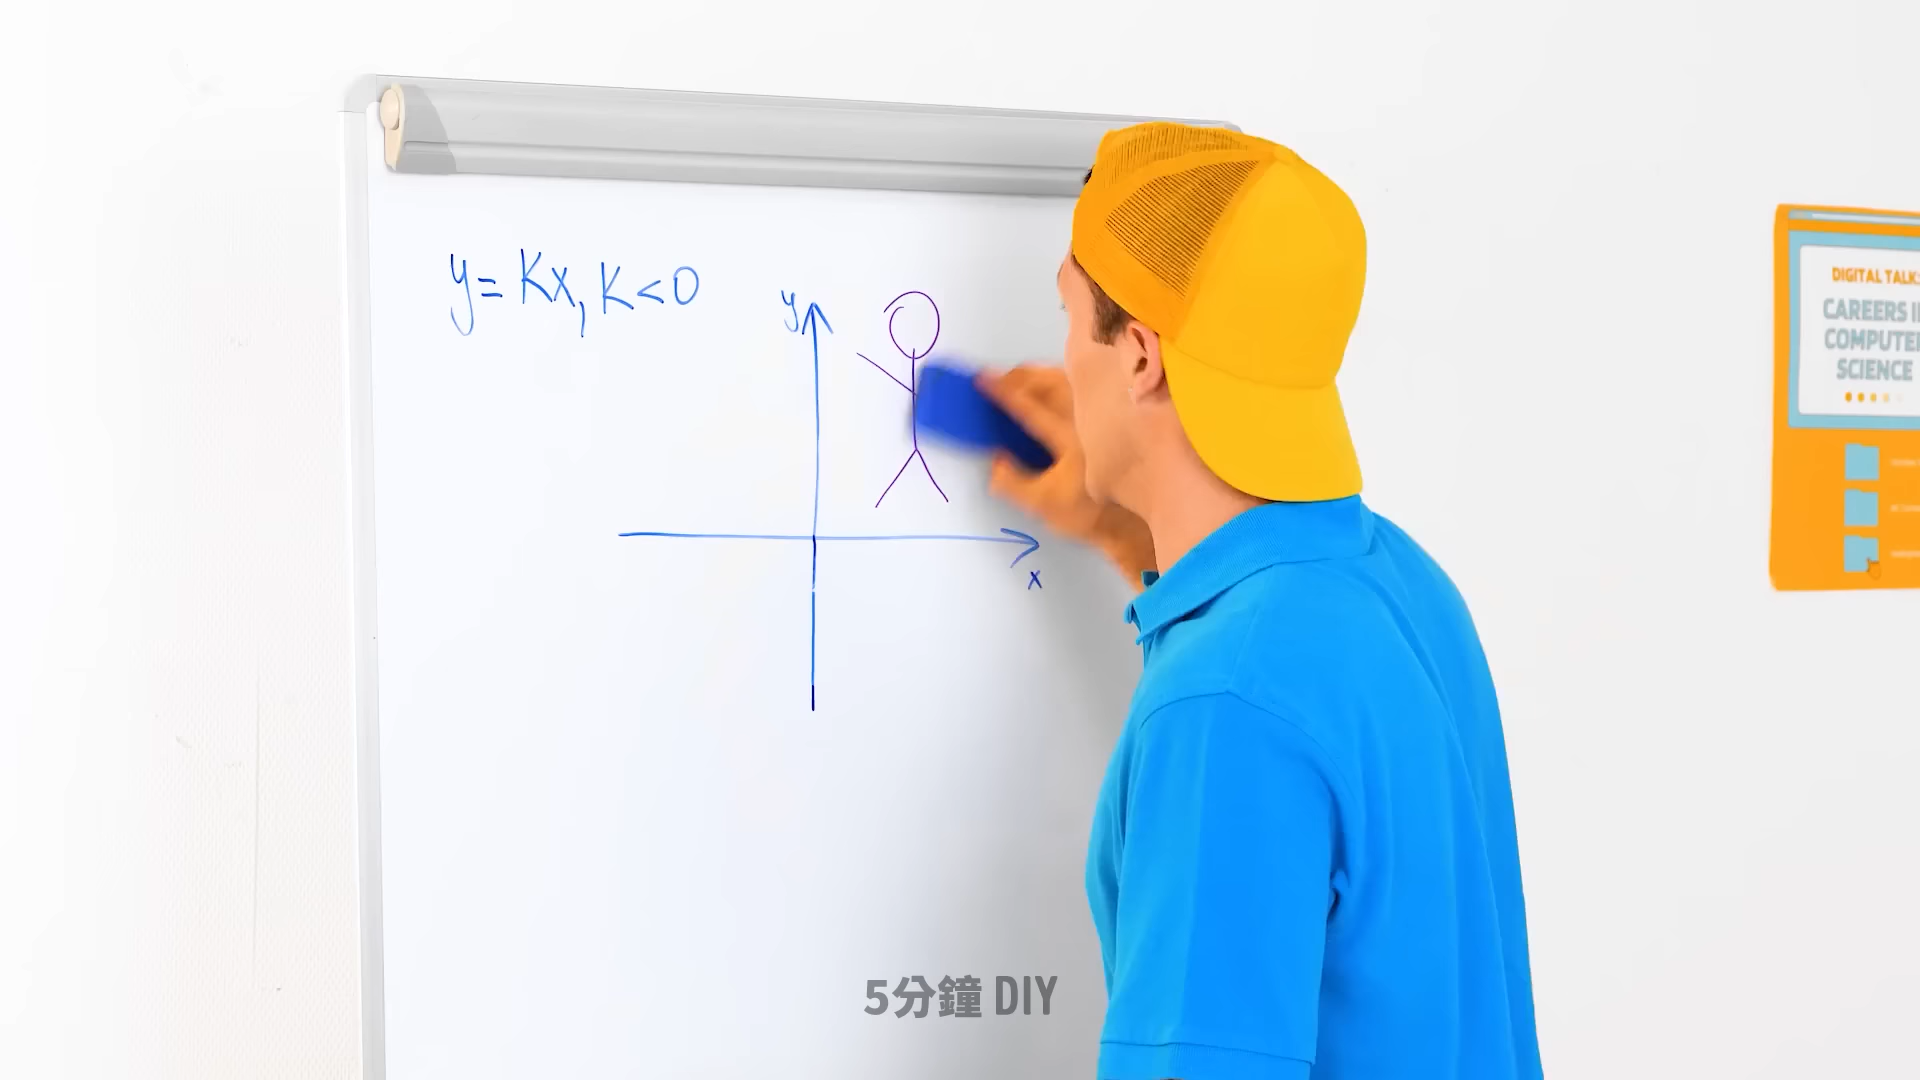 y = Kx, K < 0
y
x
DIGITAL TALK:
CAREERS I
COMPUTE
SCIENCE
5分鐘 DIY